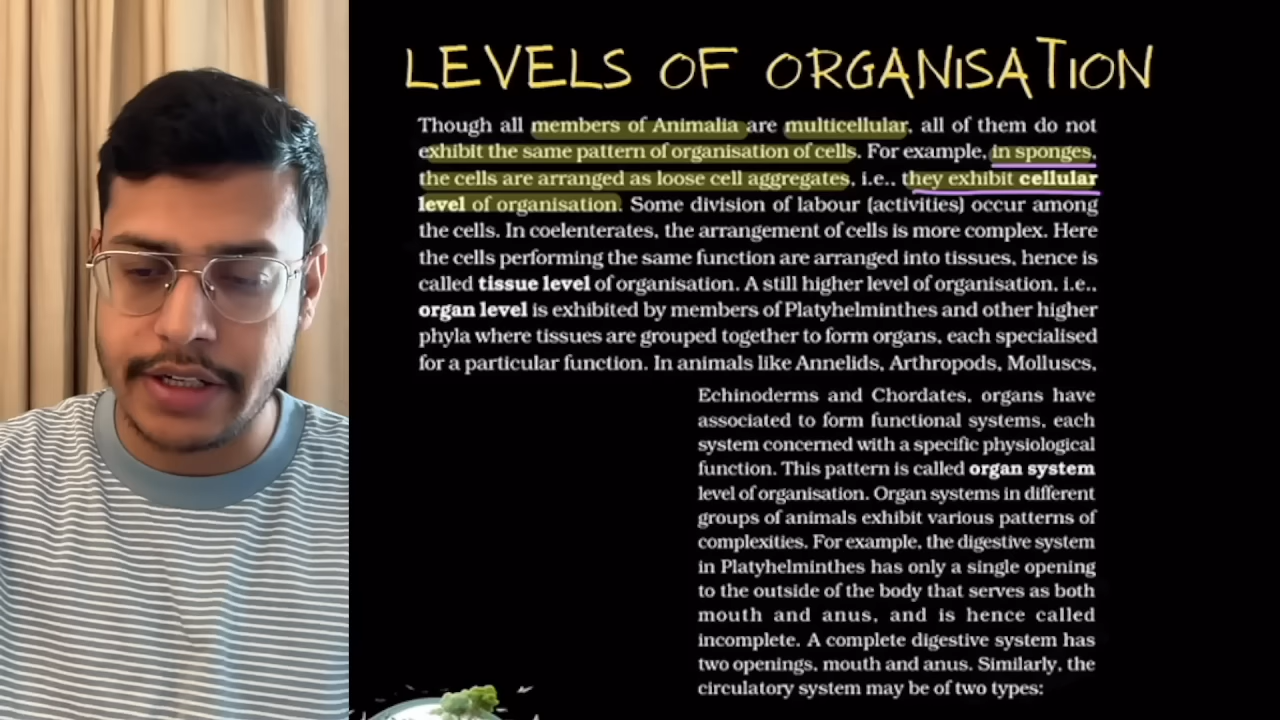 LEVELS OF ORGANISATION
Though all members of Animalia are multicellular, all of them do not
exhibit the same pattern of organisation of cells. For example, in sponges,
the cells are arranged as loose cell aggregates, i.e., they exhibit cellular
level of organisation. Some division of labour (activities) occur among
the cells. In coelenterates, the arrangement of cells is more complex. Here
the cells performing the same function are arranged into tissues, hence is
called tissue level of organisation. A still higher level of organisation, i.e.,
organ level is exhibited by members of Platyhelminthes and other higher
phyla where tissues are grouped together to form organs, each specialised
for a particular function. In animals like Annelids, Arthropods, Molluscs,
Echinoderms and Chordates, organs have
associated to form functional systems, each
system concerned with a specific physiological
function. This pattern is called organ system
level of organisation. Organ systems in different
groups of animals exhibit various patterns of
complexities. For example, the digestive system
in Platyhelminthes has only a single opening
to the outside of the body that serves as both
mouth and anus, and is hence called
incomplete. A complete digestive system has
two openings, mouth and anus. Similarly, the
circulatory system may be of two types: